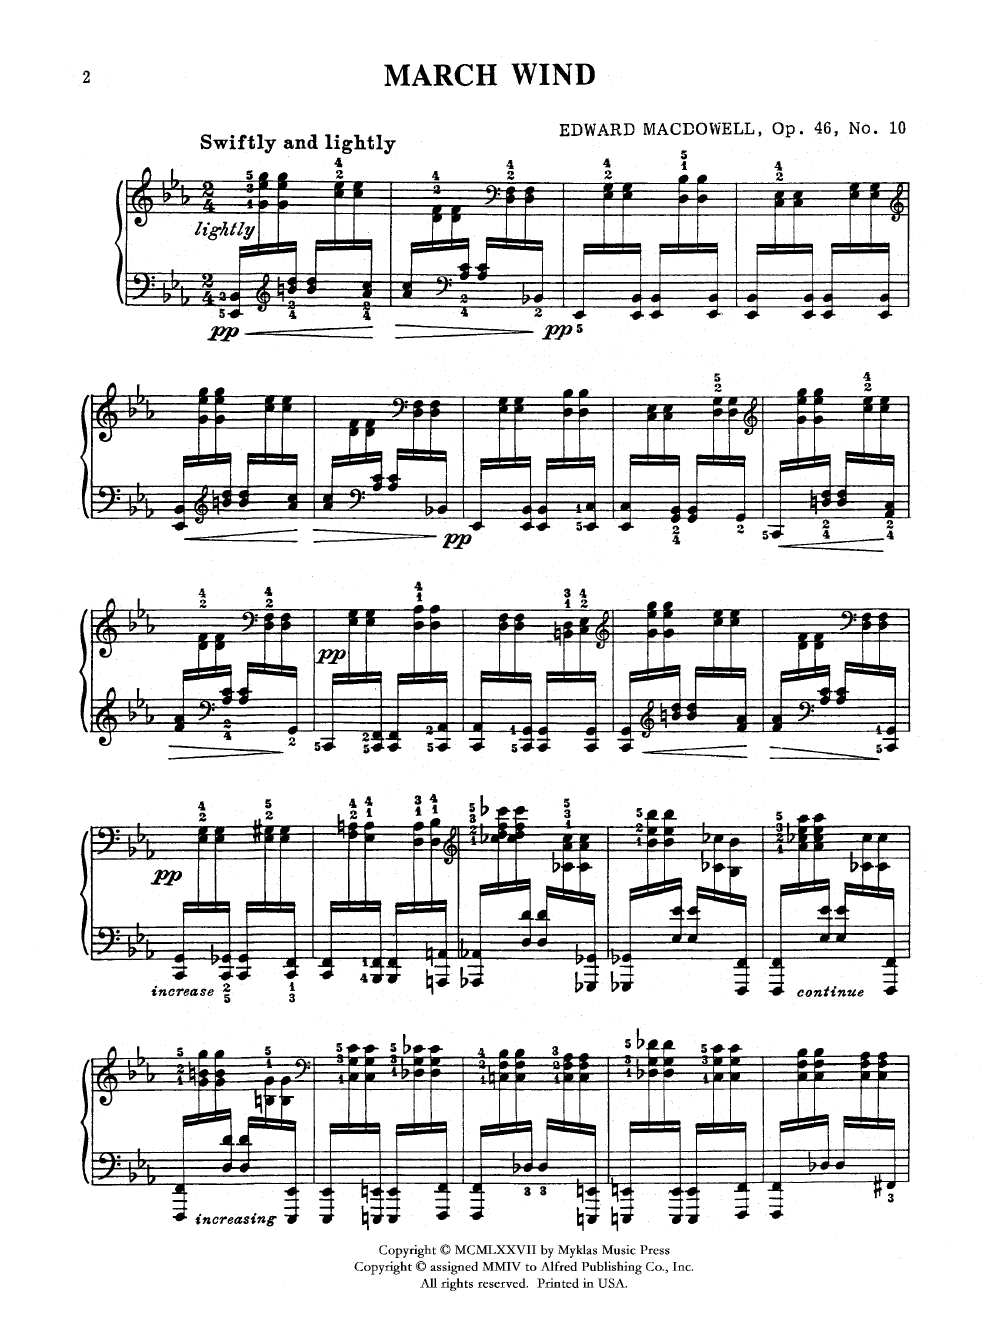 2
MARCH WIND
EDWARD MACDOWELL, Op. 46, No. 10
Swiftly and lightly
lightly
pp
pp
pp
pp
pp
increase
continue
increasing
Copyright © MCMLXXVII by Myklas Music Press
Copyright © assigned MMIV to Alfred Publishing Co., Inc.
All rights reserved. Printed in USA.